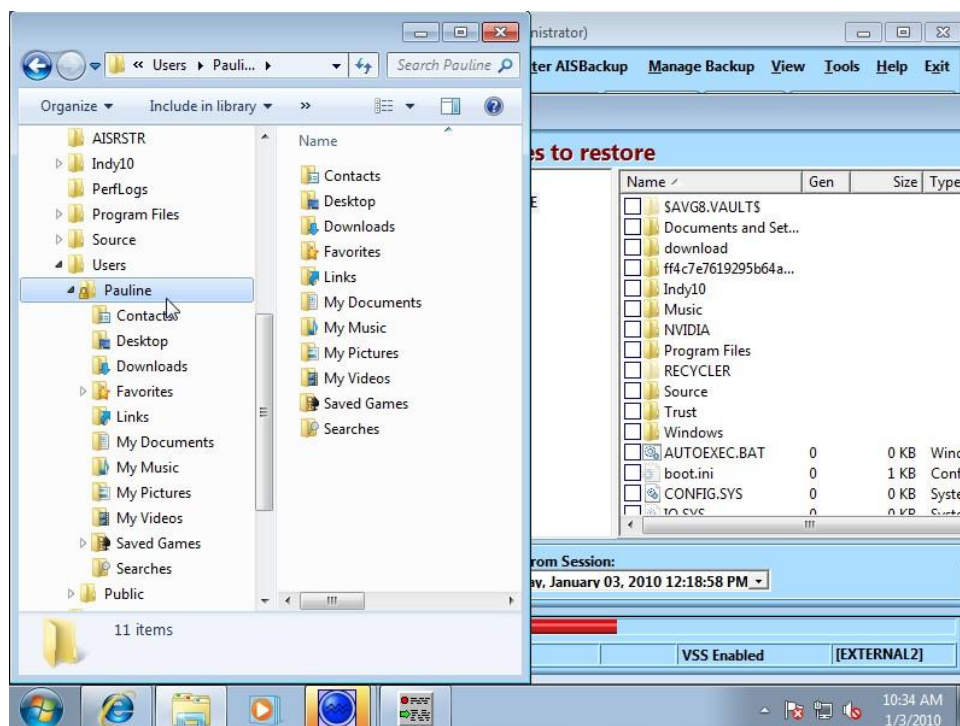 nistrator)
« Users Pauli...
Search Pauline
ter AISBackup Manage Backup View Tools Help Exit
Organize Include in library »
AISRSTR
Indy10
PerfLogs
Program Files
Source
Users
Pauline
Contacts
Desktop
Downloads
Favorites
Links
My Documents
My Music
My Pictures
My Videos
Saved Games
Searches
Public
Name
Contacts
Desktop
Downloads
Favorites
Links
My Documents
My Music
My Pictures
My Videos
Saved Games
Searches
11 items
es to restore
E
Name Gen Size Type
$AVG8.VAULT$
Documents and Set...
download
ff4c7e7619295b64a...
Indy10
Music
NVIDIA
Program Files
RECYCLER
Source
Trust
Windows
AUTOEXEC.BAT 0 0 KB Wind
boot.ini 0 1 KB Conf
CONFIG.SYS 0 0 KB Syste
IO.SYS 0 0 KB Syste
rom Session:
ay, January 03, 2010 12:18:58 PM
VSS Enabled [EXTERNAL2]
10:34 AM
1/3/2010